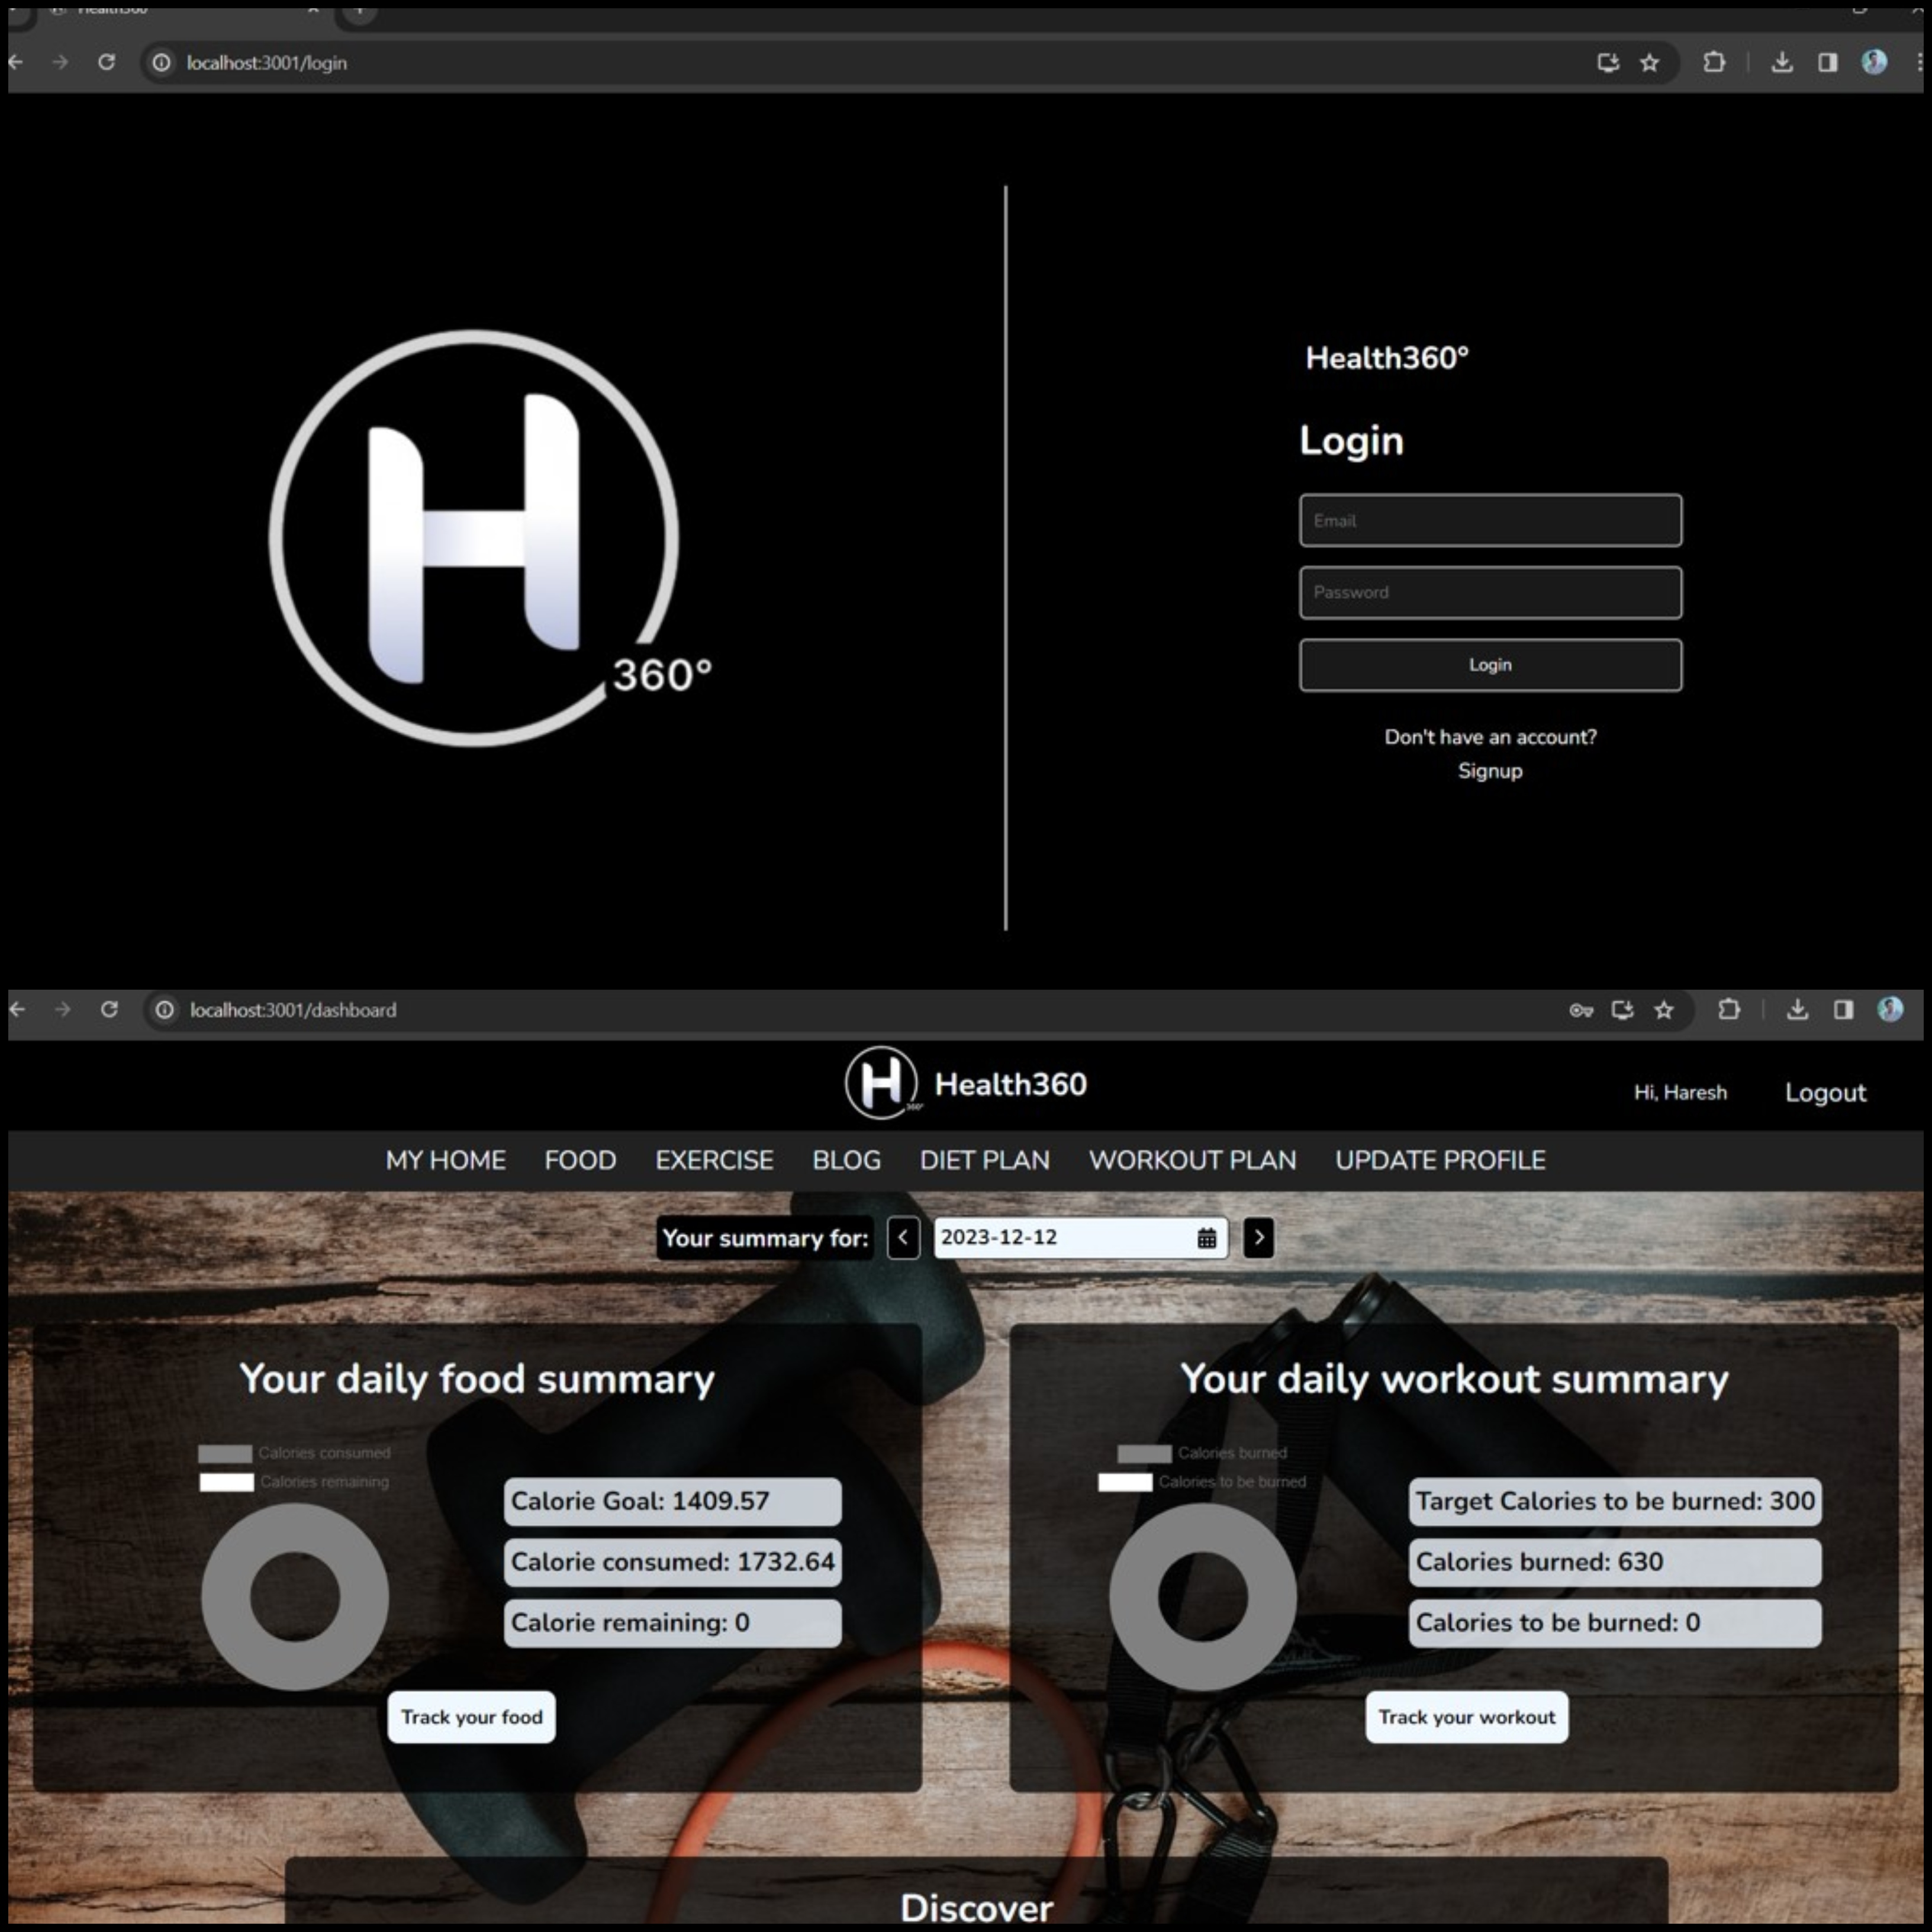 Health360
localhost:3001/login
Health360°
Login
Email
Password
Login
360°
Don't have an account?
Signup
localhost:3001/dashboard
360°
Health360
Hi, Haresh
Logout
MY HOME FOOD EXERCISE BLOG DIET PLAN WORKOUT PLAN UPDATE PROFILE
Your summary for:
2023-12-12
Your daily food summary
Calories consumed
Calories remaining
Calorie Goal: 1409.57
Calorie consumed: 1732.64
Calorie remaining: 0
Track your food
Your daily workout summary
Calories burned
Calories to be burned
Target Calories to be burned: 300
Calories burned: 630
Calories to be burned: 0
Track your workout
Discover